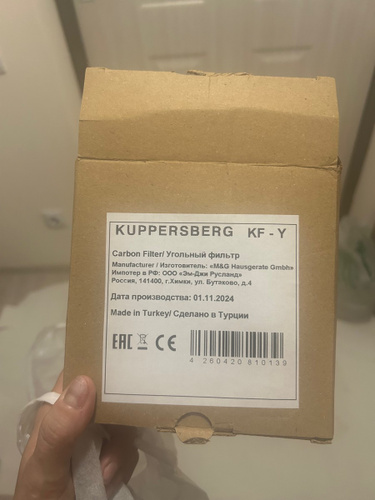 KUPPERSBERG KF - Y
Carbon Filter/ Угольный фильтр
Manufacturer / Изготовитель: «M&G Hausgerate Gmbh»
Импотер в РФ: ООО «Эм-Джи Русланд»
Россия, 141400, г.Химки, ул. Бутаково, д.4
Дата производства: 01.11.2024
Made in Turkey/ Сделано в Турции
EAC CE
4 260420 810139